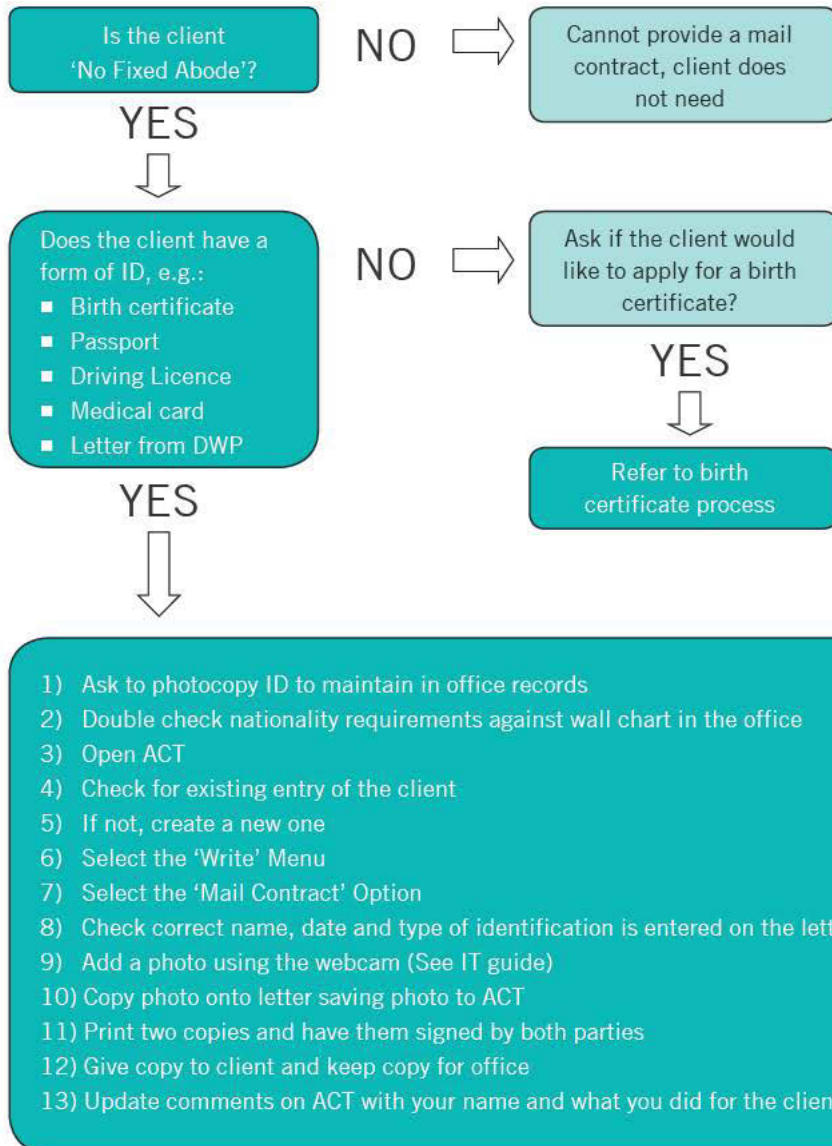 Is the client
‘No Fixed Abode’?
NO
Cannot provide a mail
contract, client does
not need
YES
Does the client have a
form of ID, e.g.:
■ Birth certificate
■ Passport
■ Driving Licence
■ Medical card
■ Letter from DWP
NO
Ask if the client would
like to apply for a birth
certificate?
YES
Refer to birth
certificate process
YES
1) Ask to photocopy ID to maintain in office records
2) Double check nationality requirements against wall chart in the office
3) Open ACT
4) Check for existing entry of the client
5) If not, create a new one
6) Select the ‘Write’ Menu
7) Select the ‘Mail Contract’ Option
8) Check correct name, date and type of identification is entered on the
9) Add a photo using the webcam (See IT guide)
10) Copy photo onto letter saving photo to ACT
11) Print two copies and have them signed by both parties
12) Give copy to client and keep copy for office
13) Update comments on ACT with your name and what you did for the client